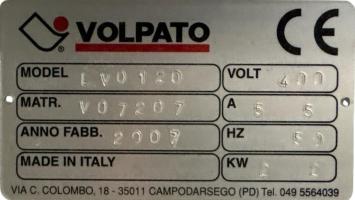 VOLPATO CE
MODEL LV0120 VOLT 400
MATR. V07207 A 5 5
ANNO FABB. 2007 HZ 50
MADE IN ITALY KW 2 2
VIA C. COLOMBO, 18 - 35011 CAMPODARSEGO (PD) Tel. 049 5564039